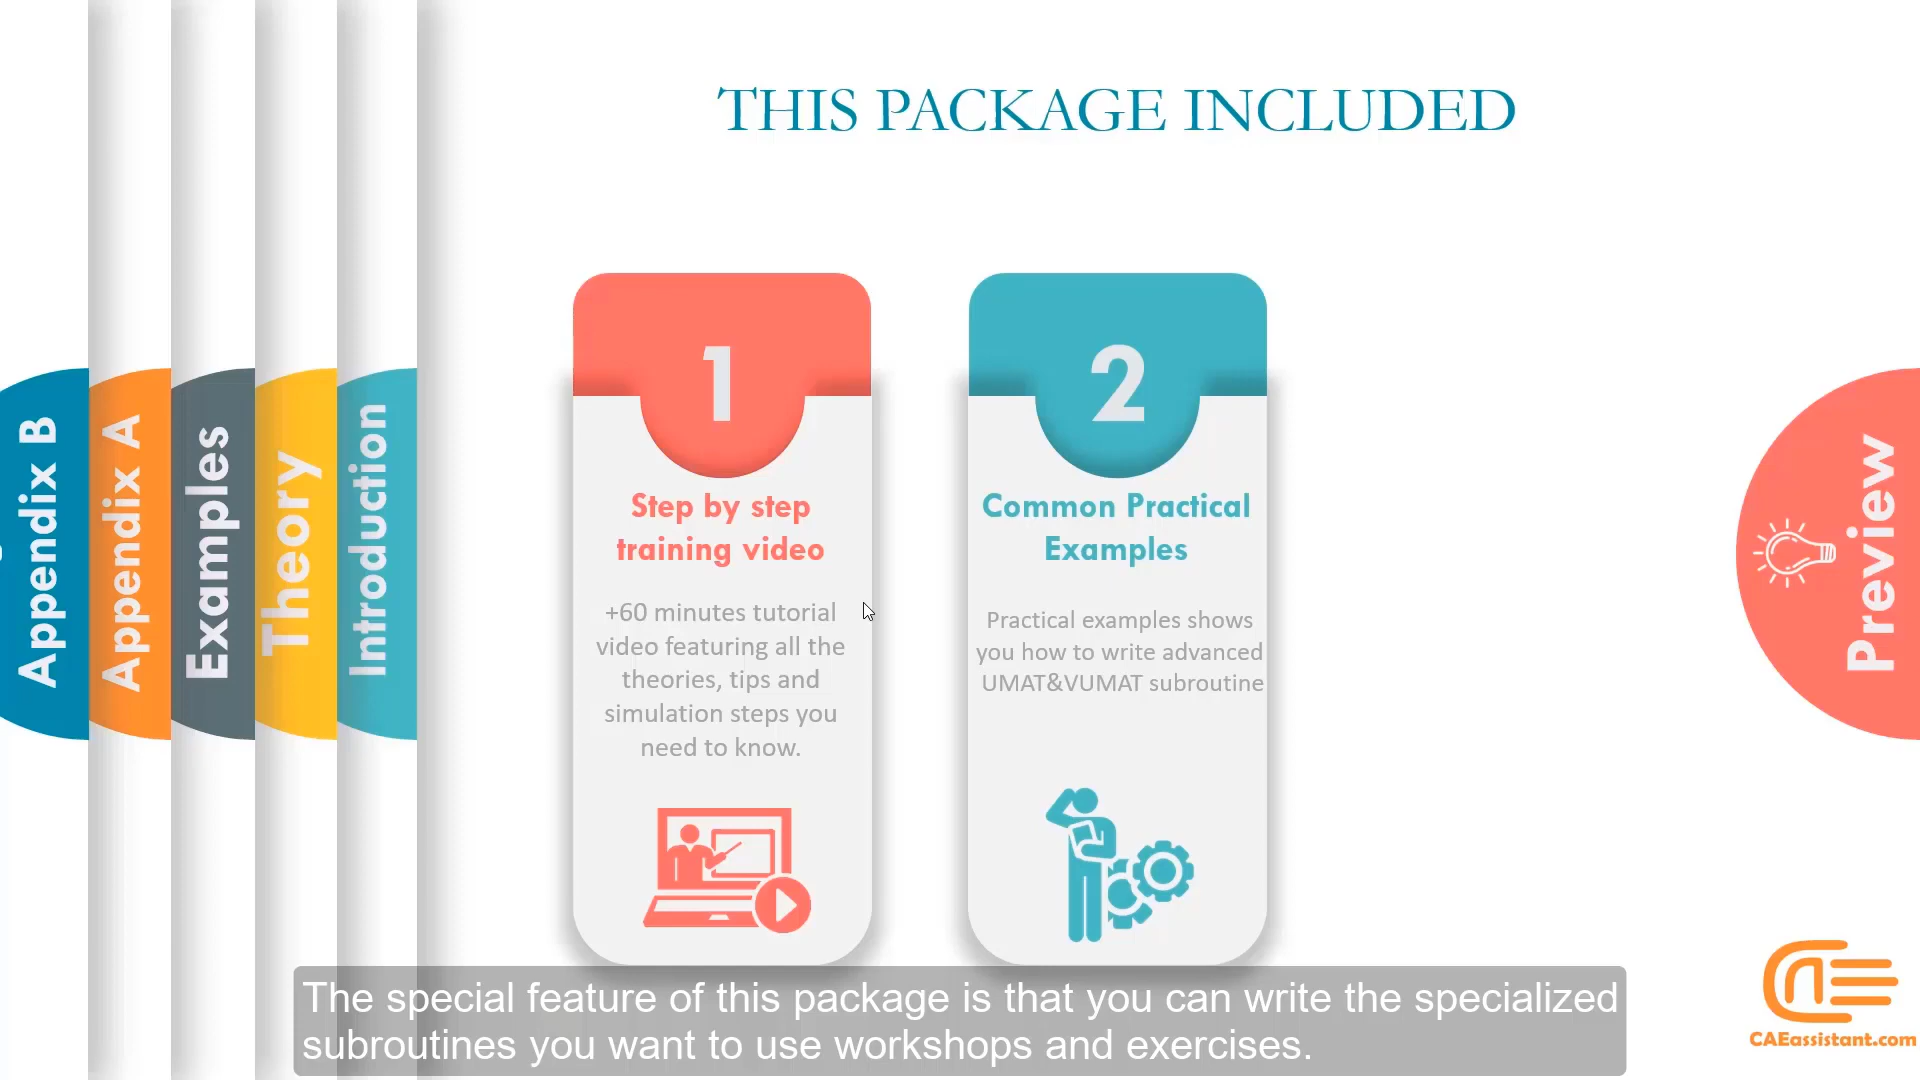 THIS PACKAGE INCLUDED
Appendix B
Appendix A
Examples
Theory
Introduction
1
Step by step
training video
+60 minutes tutorial
video featuring all the
theories, tips and
simulation steps you
need to know.
2
Common Practical
Examples
Practical examples shows
you how to write advanced
UMAT&VUMAT subroutine
Preview
The special feature of this package is that you can write the specialized
subroutines you want to use workshops and exercises.
CAEassistant.com